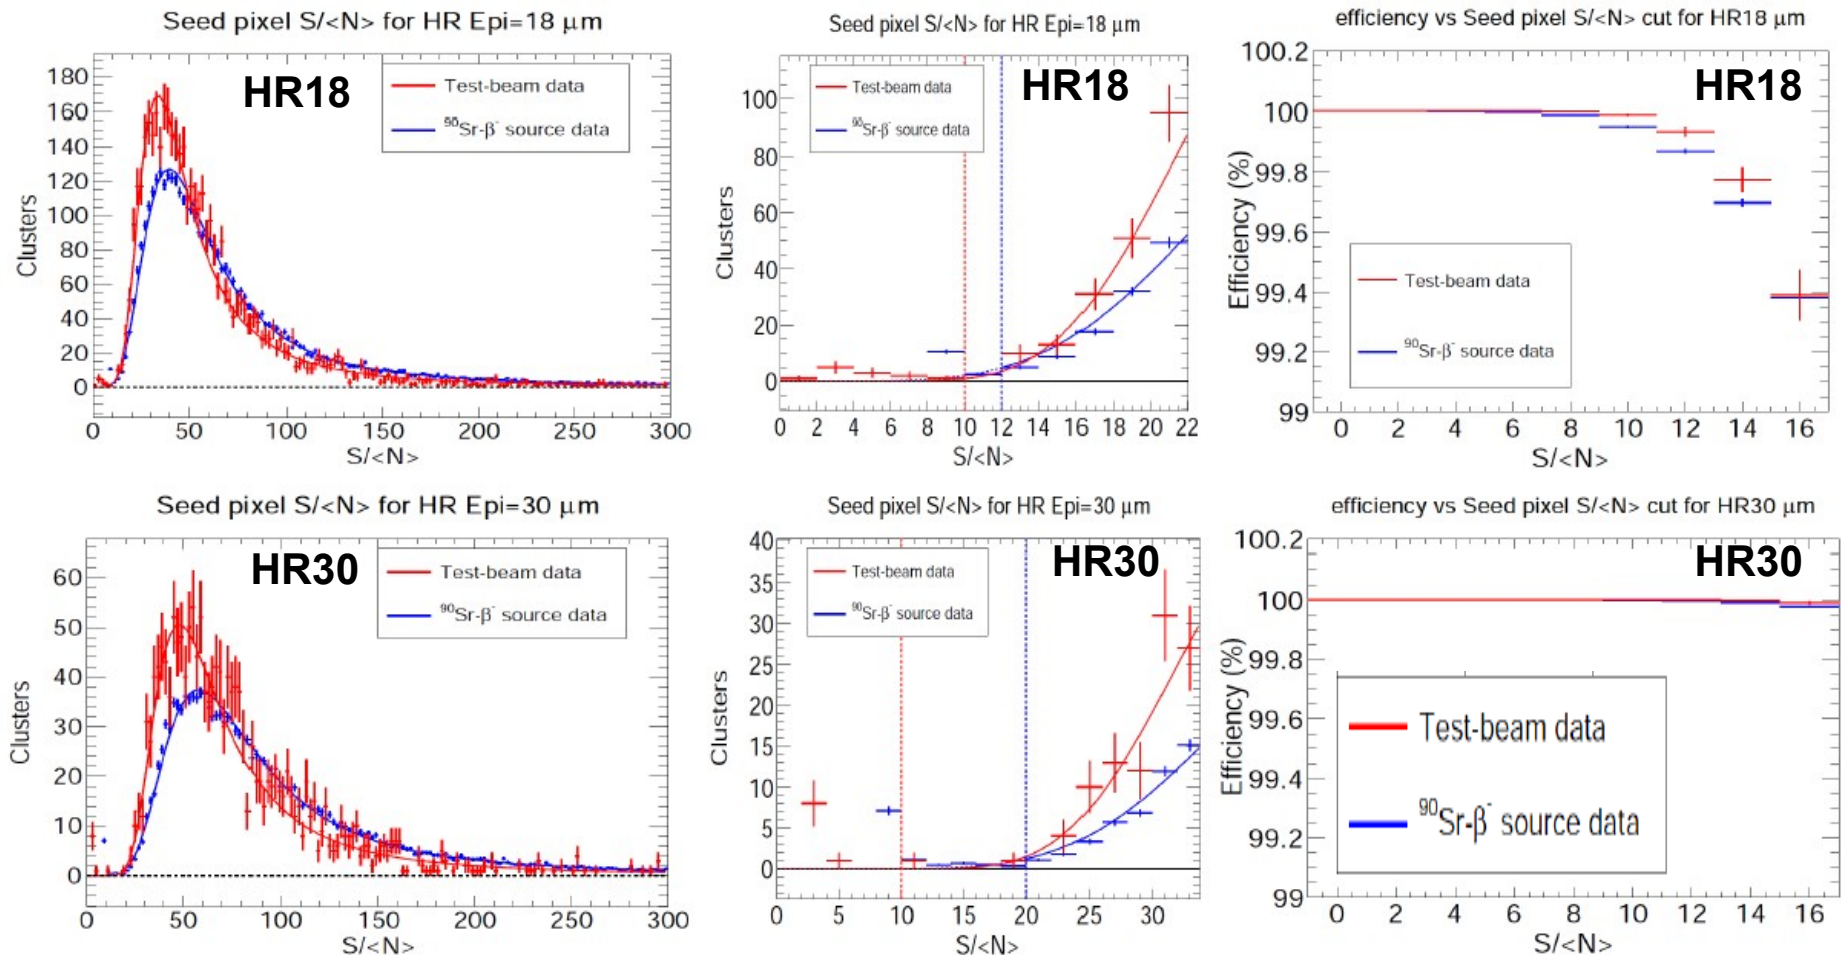 Seed pixel S/<N> for HR Epi=18 μm
HR18
Test-beam data
⁹⁰Sr-β⁻ source data
Clusters
180
160
140
120
100
80
60
40
20
0
0 50 100 150 200 250 300
S/<N>
Seed pixel S/<N> for HR Epi=18 μm
HR18
Test-beam data
⁹⁰Sr-β⁻ source data
Clusters
100
80
60
40
20
0
0 2 4 6 8 10 12 14 16 18 20 22
S/<N>
efficiency vs Seed pixel S/<N> cut for HR18 μm
HR18
Efficiency (%)
100.2
100
99.8
99.6
99.4
99.2
99
Test-beam data
⁹⁰Sr-β⁻ source data
0 2 4 6 8 10 12 14 16
S/<N>
Seed pixel S/<N> for HR Epi=30 μm
HR30
Test-beam data
⁹⁰Sr-β⁻ source data
Clusters
60
50
40
30
20
10
0
0 50 100 150 200 250 300
S/<N>
Seed pixel S/<N> for HR Epi=30 μm
HR30
Test-beam data
⁹⁰Sr-β⁻ source data
Clusters
40
35
30
25
20
15
10
5
0
0 5 10 15 20 25 30
S/<N>
efficiency vs Seed pixel S/<N> cut for HR30 μm
HR30
Efficiency (%)
100.2
100
99.8
99.6
99.4
99.2
99
Test-beam data
⁹⁰Sr-β⁻ source data
0 2 4 6 8 10 12 14 16
S/<N>